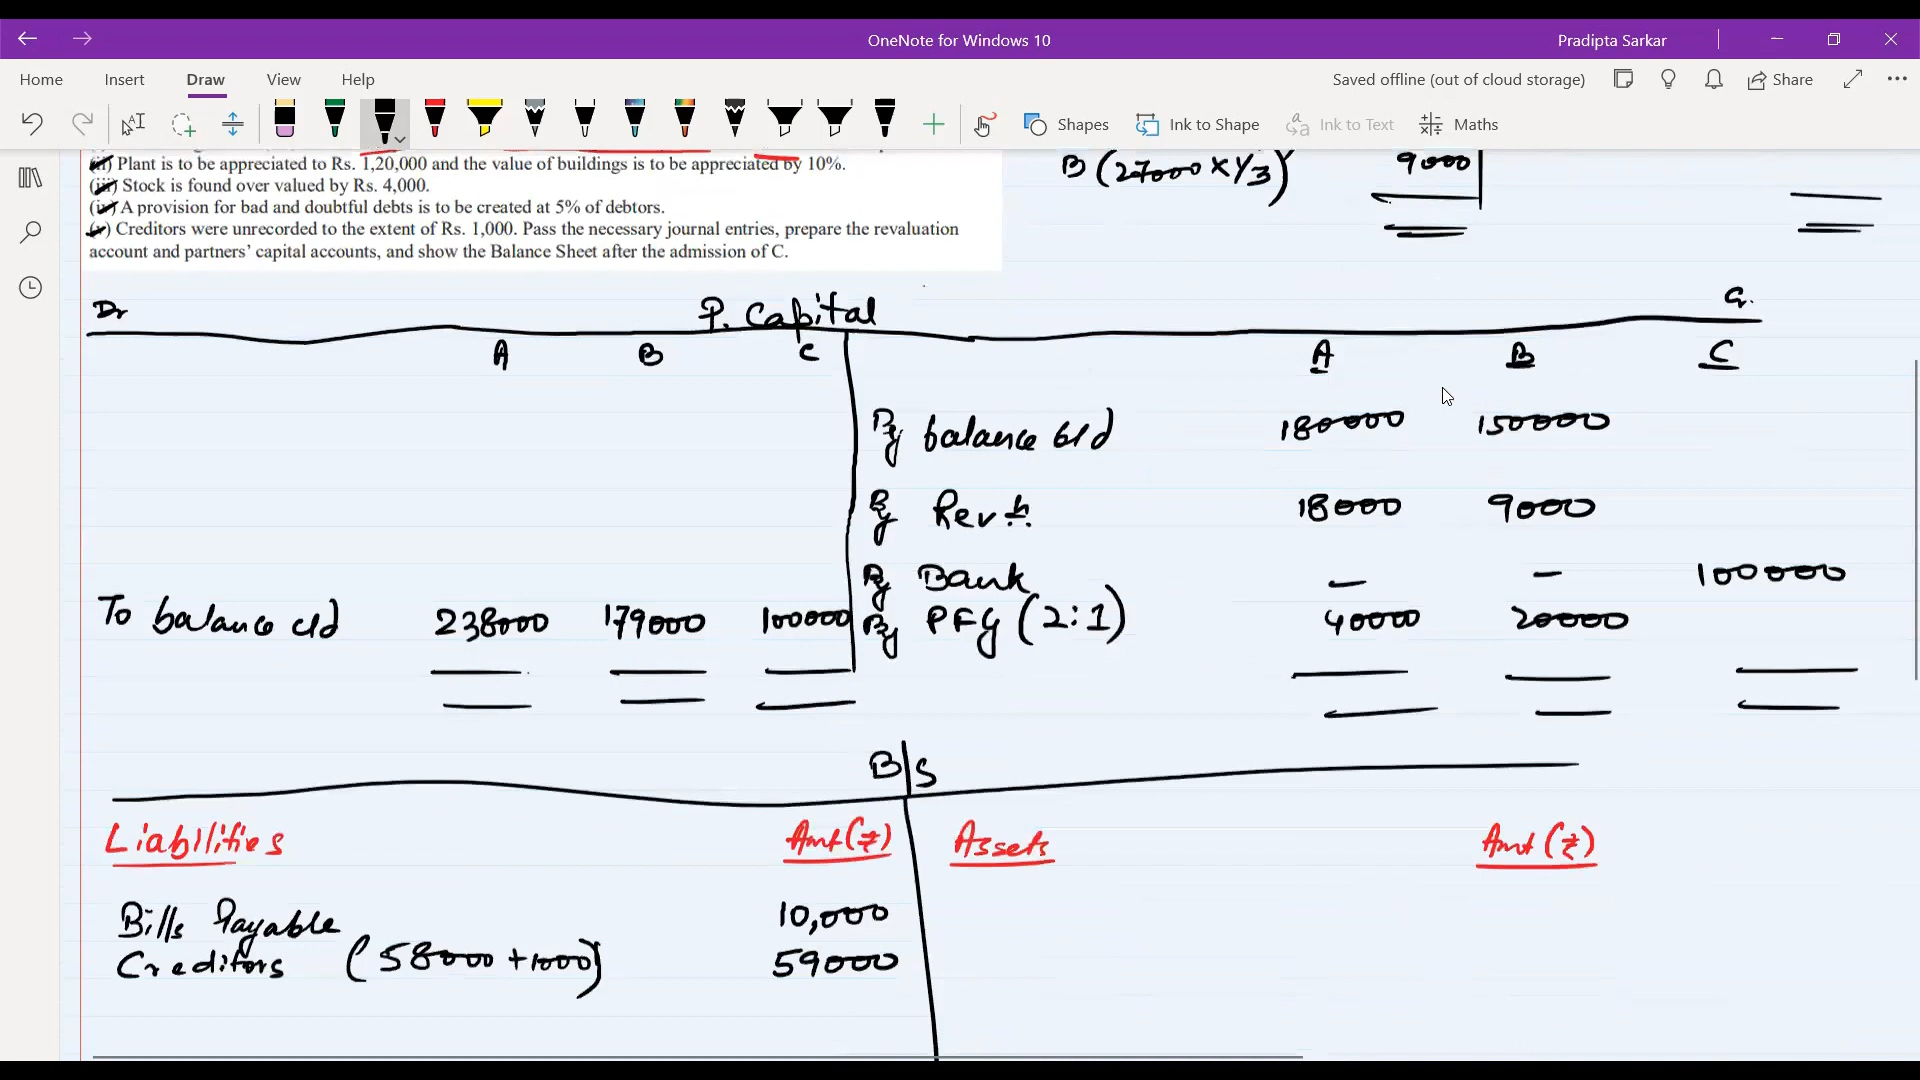 OneNote for Windows 10
Pradipta Sarkar
Home Insert Draw View Help
Saved offline (out of cloud storage)
Share
Shapes
Ink to Shape
Ink to Text
Maths
(iii) Plant is to be appreciated to Rs. 1,20,000 and the value of buildings is to be appreciated by 10%.
(iii) Stock is found over valued by Rs. 4,000.
(iv) A provision for bad and doubtful debts is to be created at 5% of debtors.
(v) Creditors were unrecorded to the extent of Rs. 1,000. Pass the necessary journal entries, prepare the revaluation
account and partners' capital accounts, and show the Balance Sheet after the admission of C.
B (27000 X 1/3) 9000
Dr P. Capital Cr.
A B C A B C
By balance b/d 180000 150000
By Rev 18000 9000
By Bank — — 100000
To balance c/d 238000 179000 100000 By PFG (2:1) 40000 20000
B/S
Liabilities Amt(₹) Assets Amt (₹)
Bills Payable 10,000
Creditors (58000 + 1000) 59000